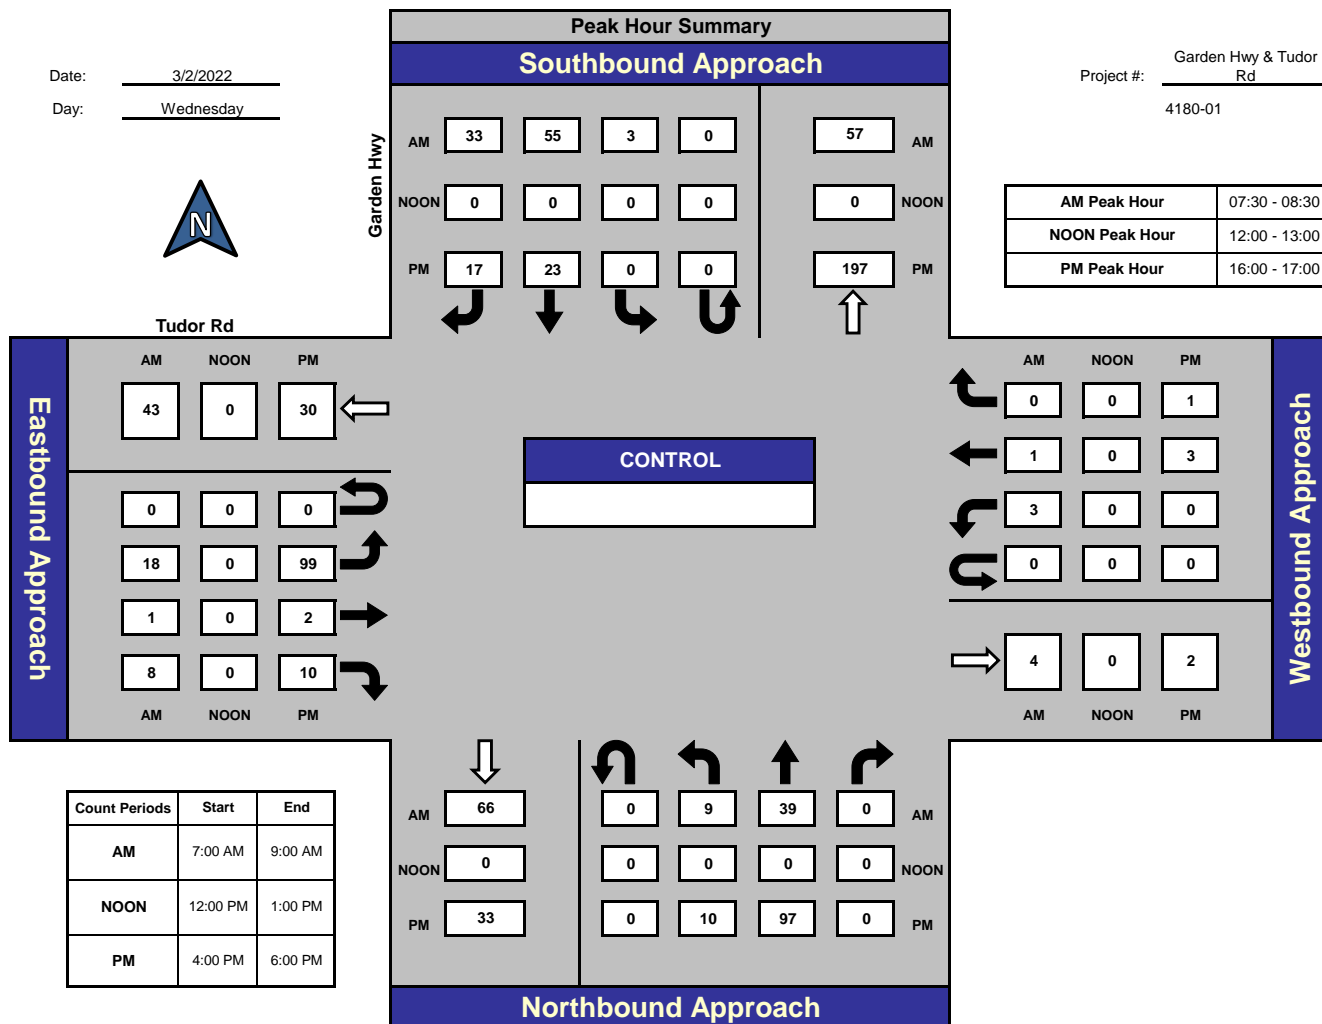 Peak Hour Summary
Southbound Approach
Date: 3/2/2022
Day: Wednesday
Project #: Garden Hwy & Tudor
Rd
4180-01
N
Garden Hwy
AM 33 55 3 0 57 AM
NOON 0 0 0 0 0 NOON
PM 17 23 0 0 197 PM
AM Peak Hour 07:30 - 08:30
NOON Peak Hour 12:00 - 13:00
PM Peak Hour 16:00 - 17:00
Tudor Rd
Eastbound Approach
AM NOON PM
43 0 30
0 0 0
18 0 99
1 0 2
8 0 10
AM NOON PM
CONTROL
AM NOON PM
0 0 1
1 0 3
3 0 0
0 0 0
4 0 2
AM NOON PM
Westbound Approach
Count Periods Start End
AM 7:00 AM 9:00 AM
NOON 12:00 PM 1:00 PM
PM 4:00 PM 6:00 PM
AM 66 0 9 39 0 AM
NOON 0 0 0 0 0 NOON
PM 33 0 10 97 0 PM
Northbound Approach